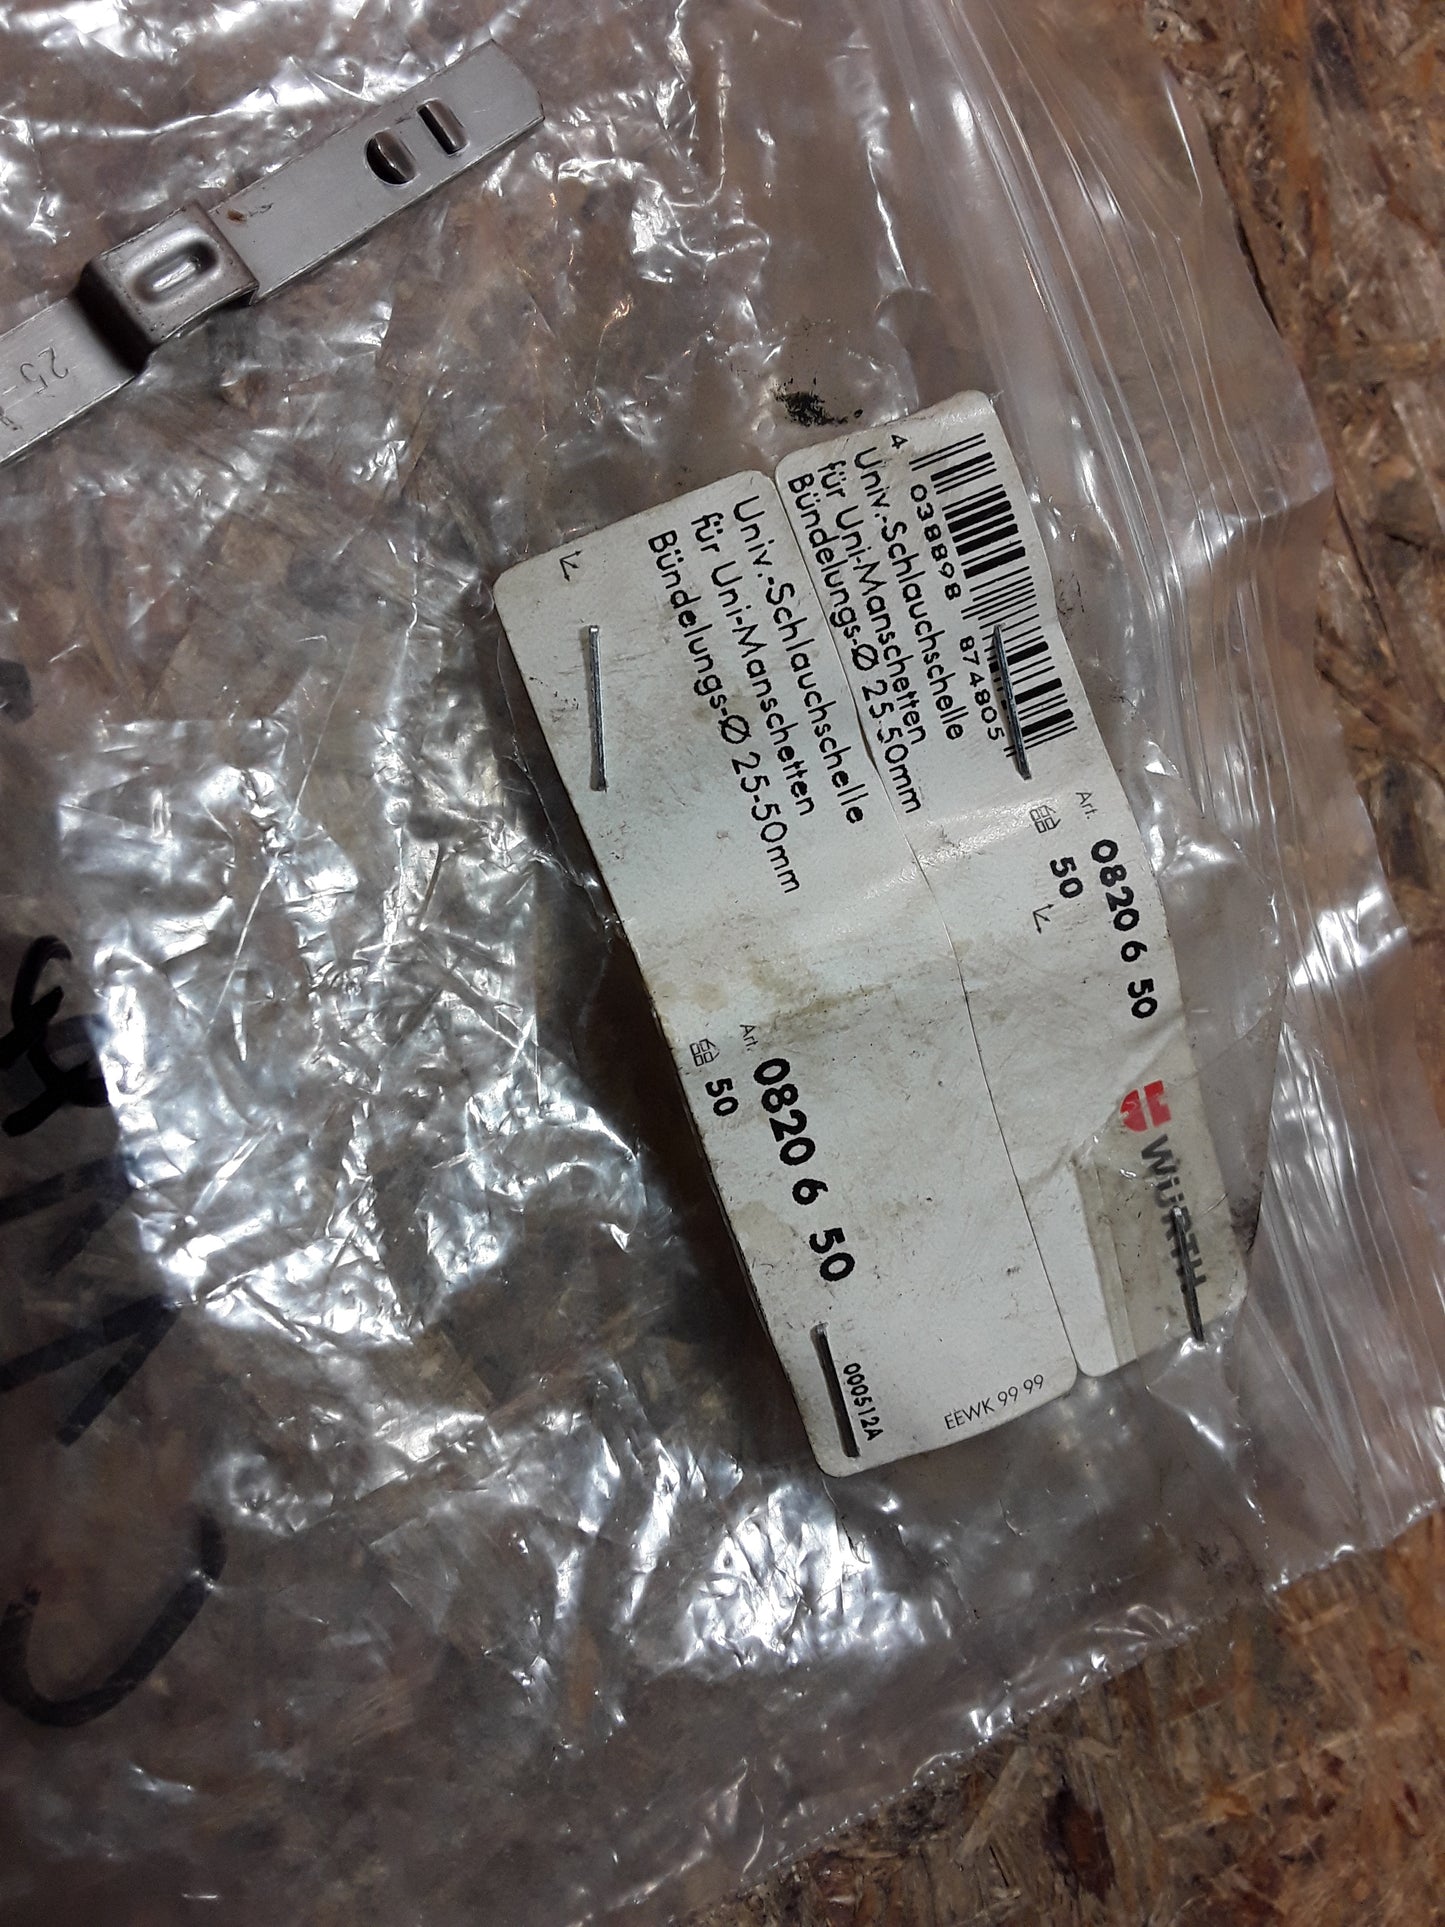 4 038898 874805
Univ.-Schlauchschelle
für Uni-Manschetten
Bündelungs-Ø 25-50mm
Art. 0820 6 50
50
WÜRTH
Univ.-Schlauchschelle
für Uni-Manschetten
Bündelungs-Ø 25-50mm
Art. 0820 6 50
50
000512A
EEWK 99 99
25